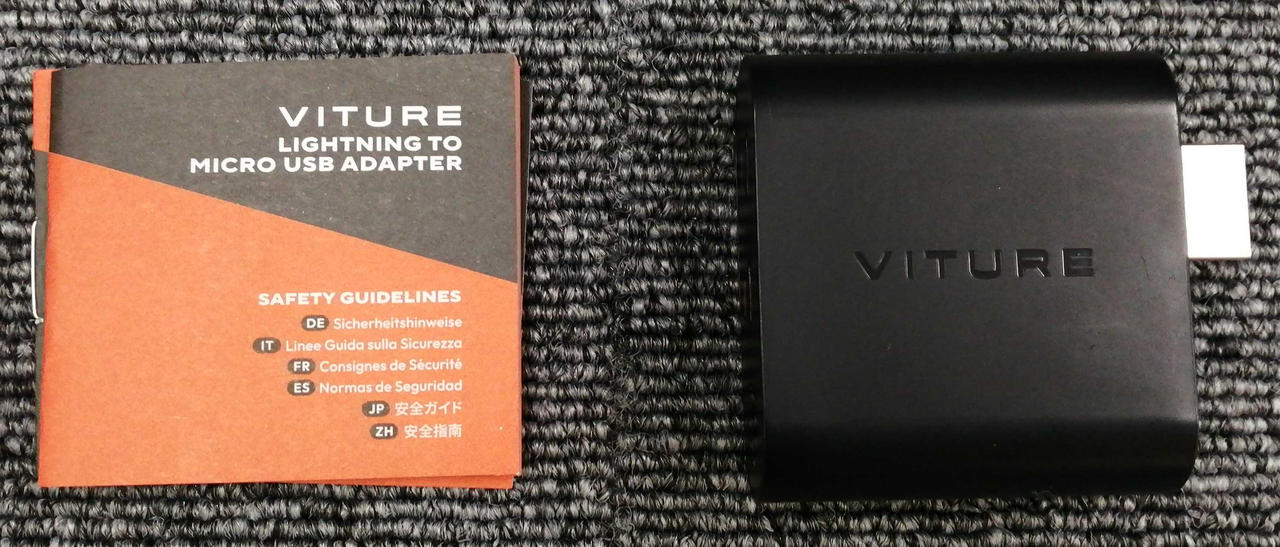 VITURE
LIGHTNING TO
MICRO USB ADAPTER
SAFETY GUIDELINES
DE Sicherheitshinweise
IT Linee Guida sulla Sicurezza
FR Consignes de Sécurité
ES Normas de Seguridad
JP 安全ガイド
ZH 安全指南
VITURE